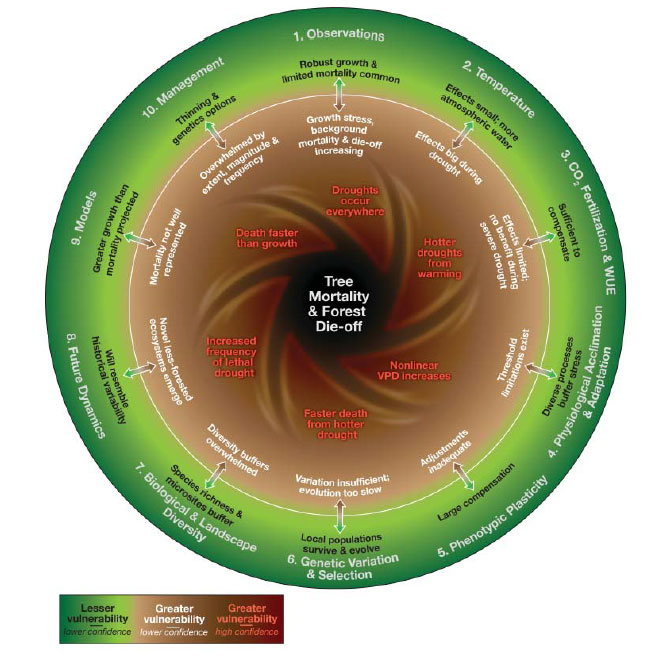 1. Observations
Robust growth &
limited mortality common
Growth stress,
background
mortality & die-off
increasing
2. Temperature
Effects small; more
atmospheric water
Effects big during
drought
3. CO2 Fertilization & WUE
Sufficient to
compensate
Effects limited;
no benefit during
severe drought
4. Physiological Acclimation
& Adaptation
Diverse processes
buffer stress
Threshold
limitations exist
5. Phenotypic Plasticity
Large compensation
Adjustments
inadequate
6. Genetic Variation
& Selection
Local populations
survive & evolve
Variation insufficient;
evolution too slow
7. Biological & Landscape
Diversity
Species richness &
microsites buffer
Diversity buffers
overwhelmed
8. Future Dynamics
Will resemble
historical variability
Novel less-forested
ecosystems emerge
9. Models
Greater growth than
mortality projected
Mortality not well
represented
10. Management
Thinning &
genetics options
Overwhelmed by
extent, magnitude &
frequency
Droughts
occur
everywhere
Hotter
droughts
from
warming
Nonlinear
VPD increases
Faster death
from hotter
drought
Increased
frequency
of lethal
drought
Death faster
than growth
Tree
Mortality
& Forest
Die-off
Lesser
vulnerability
lower confidence
Greater
vulnerability
lower confidence
Greater
vulnerability
high confidence